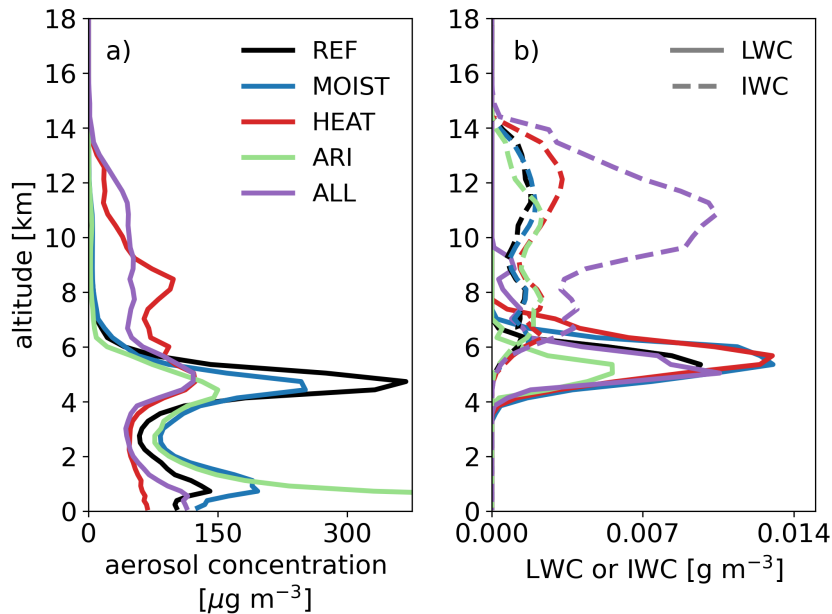 a)
REF
MOIST
HEAT
ARI
ALL
18
16
14
12
10
8
6
4
2
0
altitude [km]
0 150 300
aerosol concentration
[μg m⁻³]
b)
LWC
IWC
18
16
14
12
10
8
6
4
2
0
0.000 0.007 0.014
LWC or IWC [g m⁻³]